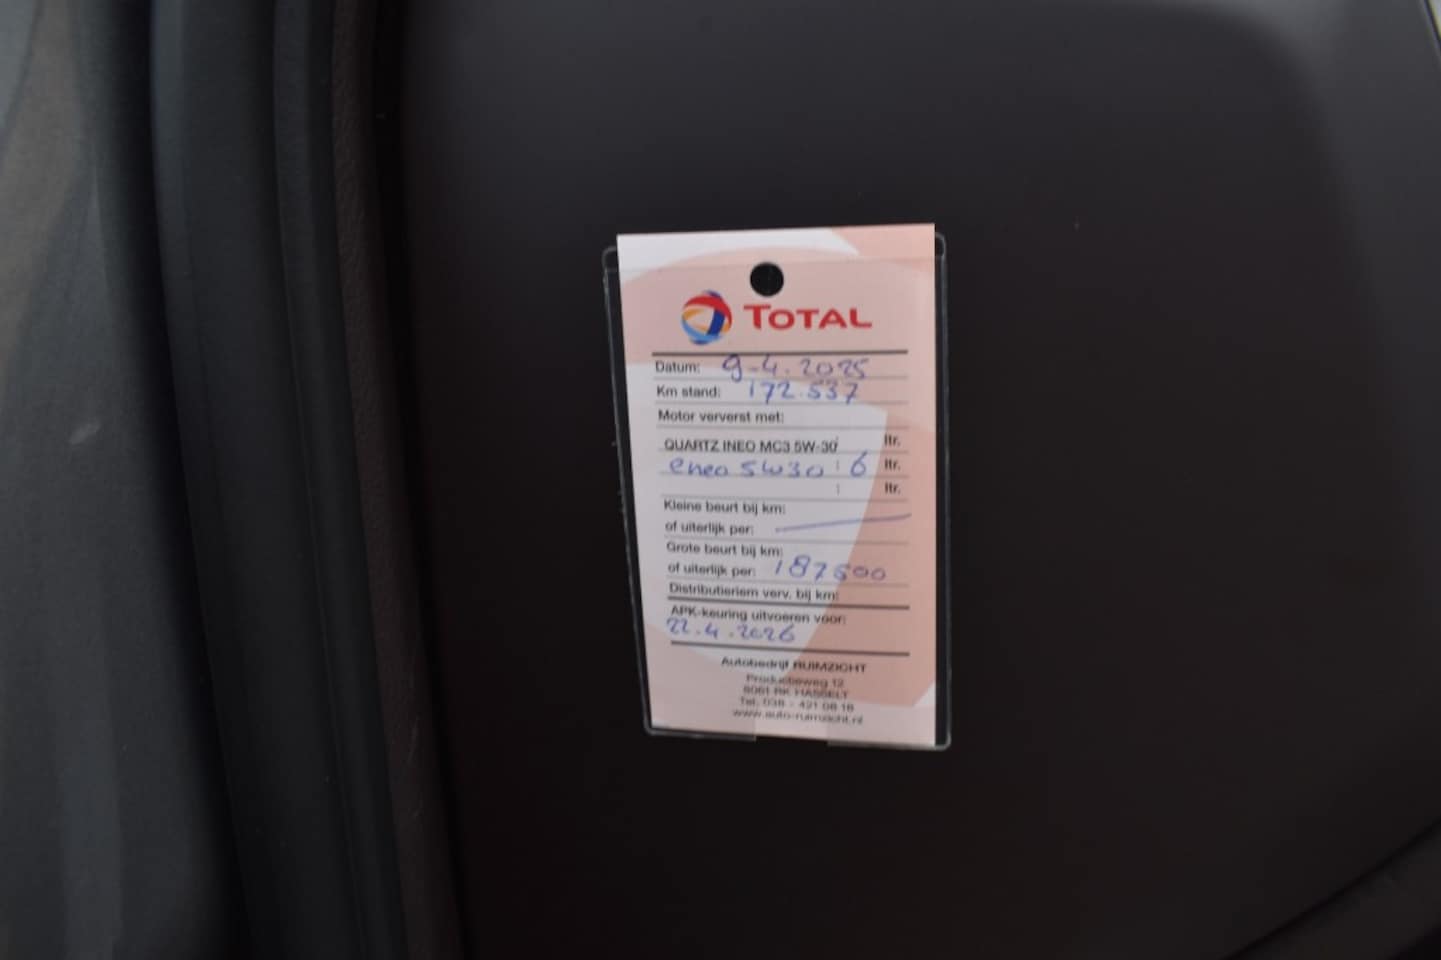 TOTAL
Datum: 9-4.2025
Km stand: 172.537
Motor ververst met:
QUARTZ INEO MC3 5W-30 ltr.
eneo 5W30 : 6 ltr.
: ltr.
Kleine beurt bij km:
of uiterlijk per:
Grote beurt bij km:
of uiterlijk per: 187500
Distributieriem verv. bij km:
APK-keuring uitvoeren voor:
22.4.2026
Autobedrijf RUIMZICHT
Productieweg 12
8061 RK HASSELT
Tel. 038 - 421 08 18
www.auto-ruimzicht.nl